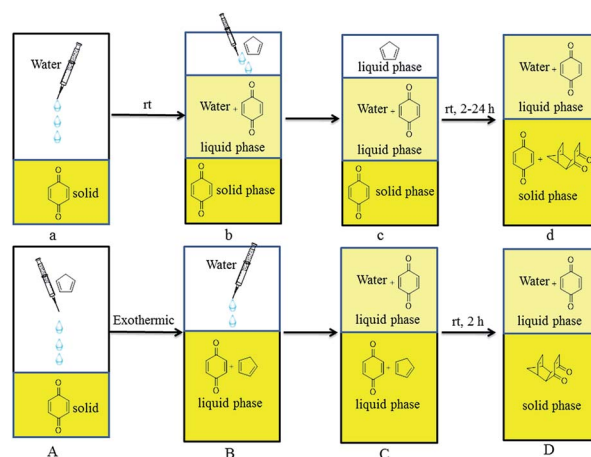 Water
rt
Water +
liquid phase
solid phase
liquid phase
Water +
liquid phase
solid phase
rt, 2-24 h
Water +
liquid phase
+
solid phase
solid
a
b
c
d
Exothermic
Water
+
liquid phase
Water +
liquid phase
+
liquid phase
rt, 2 h
Water +
liquid phase
solid phase
solid
A
B
C
D